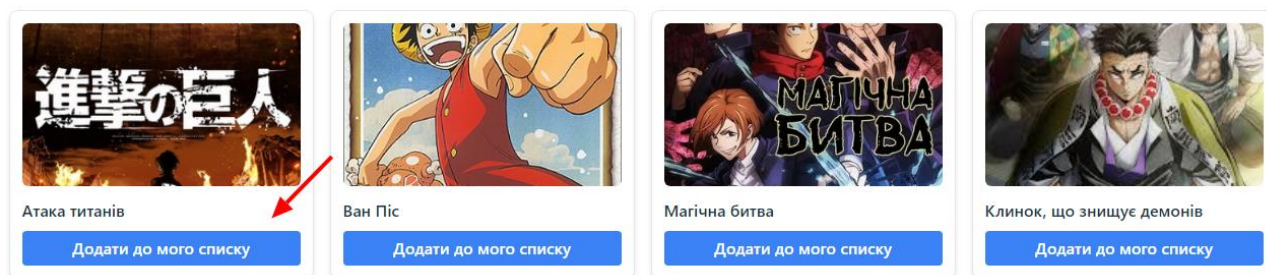 進撃の巨人
МАГІЧНА
БИТВА
Атака титанів
Ван Піс
Магічна битва
Клинок, що знищує демонів
Додати до мого списку
Додати до мого списку
Додати до мого списку
Додати до мого списку